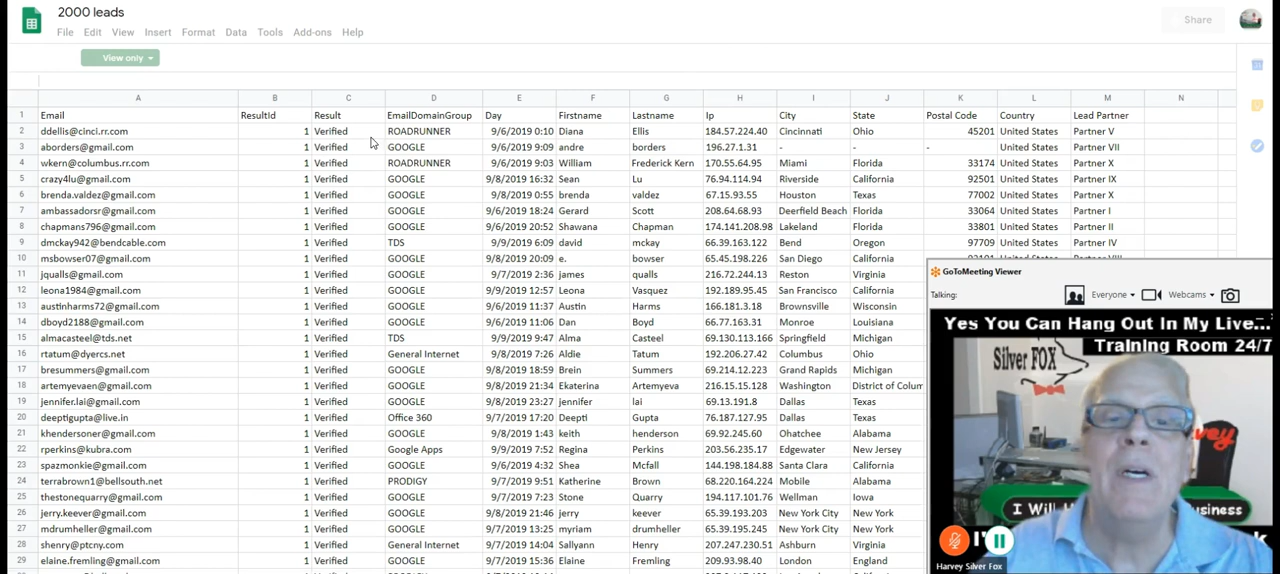 2000 leads
Share
File Edit View Insert Format Data Tools Add-ons Help
View only
A B C D E F G H I J K L M N
1 Email ResultId Result EmailDomainGroup Day Firstname Lastname Ip City State Postal Code Country Lead Partner
2 ddellis@cinci.rr.com 1 Verified ROADRUNNER 9/6/2019 0:10 Diana Ellis 184.57.224.40 Cincinnati Ohio 45201 United States Partner V
3 aborders@gmail.com 1 Verified GOOGLE 9/6/2019 9:09 andre borders 196.27.1.31 - - - United States Partner VII
4 wkern@columbus.rr.com 1 Verified ROADRUNNER 9/6/2019 9:03 William Frederick Kern 170.55.64.95 Miami Florida 33174 United States Partner X
5 crazy4lu@gmail.com 1 Verified GOOGLE 9/8/2019 16:32 Sean Lu 76.94.114.94 Riverside California 92501 United States Partner IX
6 brenda.valdez@gmail.com 1 Verified GOOGLE 9/8/2019 0:55 brenda valdez 67.15.93.55 Houston Texas 77002 United States Partner X
7 ambassadorsr@gmail.com 1 Verified GOOGLE 9/6/2019 18:24 Gerard Scott 208.64.68.93 Deerfield Beach Florida 33064 United States Partner I
8 chapmans796@gmail.com 1 Verified GOOGLE 9/6/2019 20:52 Shawana Chapman 174.141.208.98 Lakeland Florida 33801 United States Partner II
9 dmckay942@bendcable.com 1 Verified TDS 9/9/2019 6:09 david mckay 66.39.163.122 Bend Oregon 97709 United States Partner IV
10 msbowser07@gmail.com 1 Verified GOOGLE 9/8/2019 20:09 e. bowser 65.45.198.226 San Diego California
11 jqualls@gmail.com 1 Verified GOOGLE 9/7/2019 2:36 james qualls 216.72.244.13 Reston Virginia
12 leona1984@gmail.com 1 Verified GOOGLE 9/9/2019 12:57 Leona Vasquez 192.189.95.45 San Francisco California
13 austinharms72@gmail.com 1 Verified GOOGLE 9/6/2019 11:37 Austin Harms 166.181.3.18 Brownsville Wisconsin
14 dboyd2188@gmail.com 1 Verified GOOGLE 9/6/2019 11:06 Dan Boyd 66.77.163.31 Monroe Louisiana
15 almacasteel@tds.net 1 Verified TDS 9/9/2019 9:47 Alma Casteel 69.130.113.166 Springfield Michigan
16 rtatum@dyercs.net 1 Verified General Internet 9/8/2019 7:26 Aldie Tatum 192.206.27.42 Columbus Ohio
17 bresummers@gmail.com 1 Verified GOOGLE 9/8/2019 18:59 Brein Summers 69.214.12.223 Grand Rapids Michigan
18 artemyevaen@gmail.com 1 Verified GOOGLE 9/8/2019 21:34 Ekaterina Artemyeva 216.15.15.128 Washington District of Colum
19 jennifer.lai@gmail.com 1 Verified GOOGLE 9/8/2019 23:27 jennifer lai 69.13.191.8 Dallas Texas
20 deeptigupta@live.in 1 Verified Office 360 9/7/2019 17:20 Deepti Gupta 76.187.127.95 Dallas Texas
21 khendersoner@gmail.com 1 Verified GOOGLE 9/8/2019 1:43 keith henderson 69.92.245.60 Ohatchee Alabama
22 rperkins@kubra.com 1 Verified Google Apps 9/9/2019 7:52 Regina Perkins 203.56.235.17 Edgewater New Jersey
23 spazmonkie@gmail.com 1 Verified GOOGLE 9/6/2019 4:32 Shea Mcfall 144.198.184.88 Santa Clara California
24 terrabrown1@bellsouth.net 1 Verified PRODIGY 9/7/2019 9:51 Katherine Brown 68.220.164.224 Mobile Alabama
25 thestonequarry@gmail.com 1 Verified GOOGLE 9/7/2019 7:23 Stone Quarry 194.117.101.76 Wellman Iowa
26 jerry.keever@gmail.com 1 Verified GOOGLE 9/8/2019 21:46 jerry keever 65.39.193.203 New York City New York
27 mdrumheller@gmail.com 1 Verified GOOGLE 9/7/2019 13:25 myriam drumheller 65.39.195.245 New York City New York
28 shenry@ptcny.com 1 Verified General Internet 9/7/2019 14:04 Sallyann Henry 207.247.230.51 Ashburn Virginia
29 elaine.fremling@gmail.com 1 Verified GOOGLE 9/7/2019 15:36 Elaine Fremling 209.93.98.40 London England
GoToMeeting Viewer
Talking: Everyone Webcams
Yes You Can Hang Out In My Live...
Training Room 24/7
Silver FOX
I Will
Harvey Silver Fox